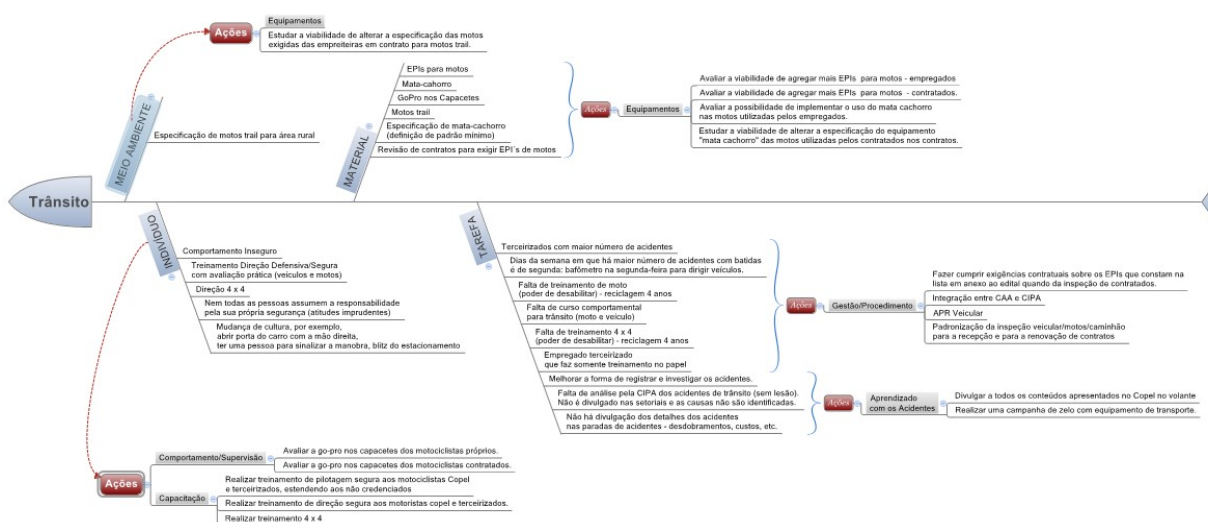 Ações
Equipamentos
Estudar a viabilidade de alterar a especificação das motos
exigidas das empreiteiras em contrato para motos trail.
MEIO AMBIENTE
Especificação de motos trail para área rural
MATERIAL
EPIs para motos
Mata-cahorro
GoPro nos Capacetes
Motos trail
Especificação de mata-cachorro
(definição de padrão mínimo)
Revisão de contratos para exigir EPI´s de motos
Ações
Equipamentos
Avaliar a viabilidade de agregar mais EPIs para motos - empregados
Avaliar a viabilidade de agregar mais EPIs para motos - contratados.
Avaliar a possibilidade de implementar o uso do mata cachorro
nas motos utilizadas pelos empregados.
Estudar a viabilidade de alterar a especificação do equipamento
"mata cachorro" das motos utilizadas pelos contratados nos contratos.
Trânsito
INDIVÍDUO
Comportamento Inseguro
Treinamento Direção Defensiva/Segura
com avaliação prática (veículos e motos)
Direção 4 x 4
Nem todas as pessoas assumem a responsabilidade
pela sua própria segurança (atitudes imprudentes)
Mudança de cultura, por exemplo,
abrir porta do carro com a mão direita,
ter uma pessoa para sinalizar a manobra, blitz do estacionamento
TAREFA
Terceirizados com maior número de acidentes
Dias da semana em que há maior número de acidentes com batidas
é de segunda: bafômetro na segunda-feira para dirigir veículos.
Falta de treinamento de moto
(poder de desabilitar) - reciclagem 4 anos
Falta de curso comportamental
para trânsito (moto e veículo)
Falta de treinamento 4 x 4
(poder de desabilitar) - reciclagem 4 anos
Empregado terceirizado
que faz somente treinamento no papel
Melhorar a forma de registrar e investigar os acidentes.
Falta de análise pela CIPA dos acidentes de trânsito (sem lesão).
Não é divulgado nas setoriais e as causas não são identificadas.
Não há divulgação dos detalhes dos acidentes
nas paradas de acidentes - desdobramentos, custos, etc.
Ações
Gestão/Procedimento
Fazer cumprir exigências contratuais sobre os EPIs que constam na
lista em anexo ao edital quando da inspeção de contratados.
Integração entre CAA e CIPA
APR Veicular
Padronização da inspeção veicular/motos/caminhão
para a recepção e para a renovação de contratos
Ações
Aprendizado
com os Acidentes
Divulgar a todos os conteúdos apresentados no Copel no volante
Realizar uma campanha de zelo com equipamento de transporte.
Ações
Comportamento/Supervisão
Avaliar a go-pro nos capacetes dos motociclistas próprios.
Avaliar a go-pro nos capacetes dos motociclistas contratados.
Capacitação
Realizar treinamento de pilotagem segura aos motociclistas Copel
e terceirizados, estendendo aos não credenciados
Realizar treinamento de direção segura aos motoristas copel e terceirizados.
Realizar treinamento 4 x 4